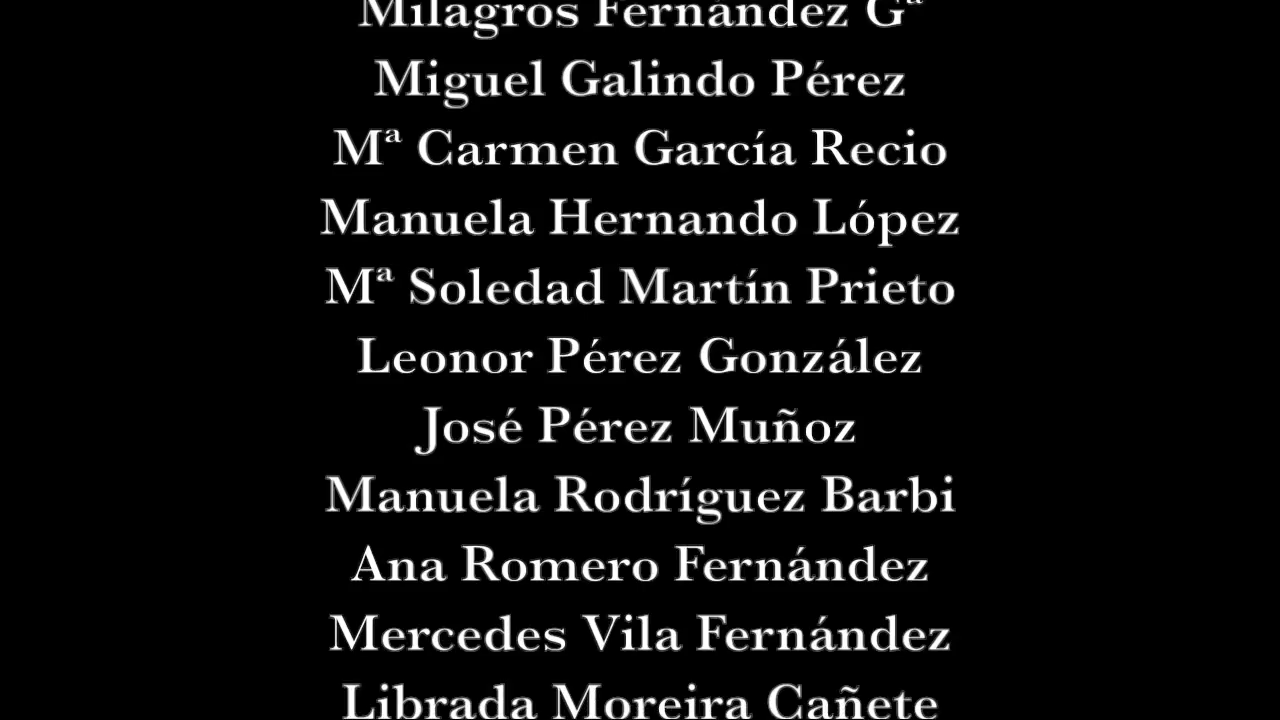 Milagros Fernández Gª
Miguel Galindo Pérez
Mª Carmen García Recio
Manuela Hernando López
Mª Soledad Martín Prieto
Leonor Pérez González
José Pérez Muñoz
Manuela Rodríguez Barbi
Ana Romero Fernández
Mercedes Vila Fernández
Librada Moreira Cañete